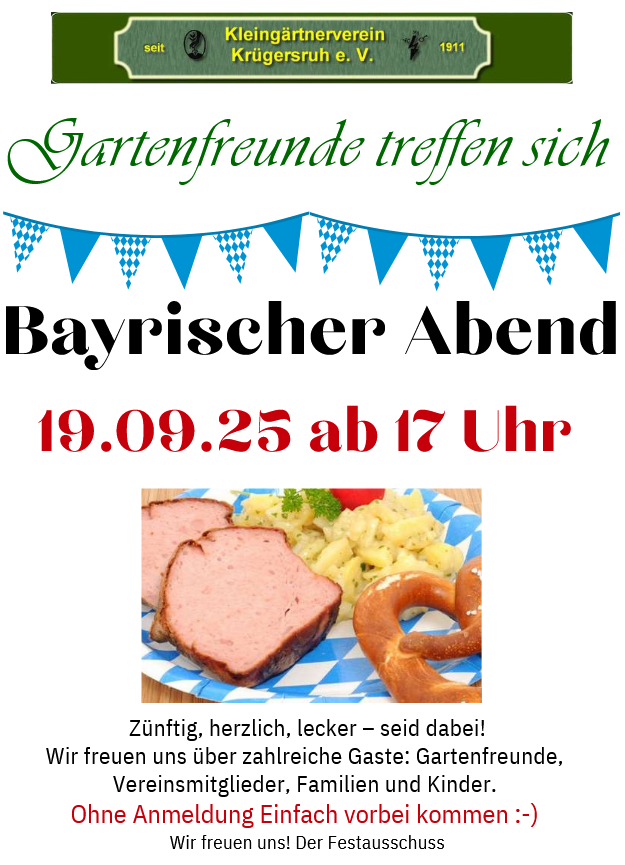 seit
Kleingärtnerverein
Krügersruh e. V.
1911
Gartenfreunde treffen sich
Bayrischer Abend
19.09.25 ab 17 Uhr
Zünftig, herzlich, lecker – seid dabei!
Wir freuen uns über zahlreiche Gaste: Gartenfreunde,
Vereinsmitglieder, Familien und Kinder.
Ohne Anmeldung Einfach vorbei kommen :-)
Wir freuen uns! Der Festausschuss